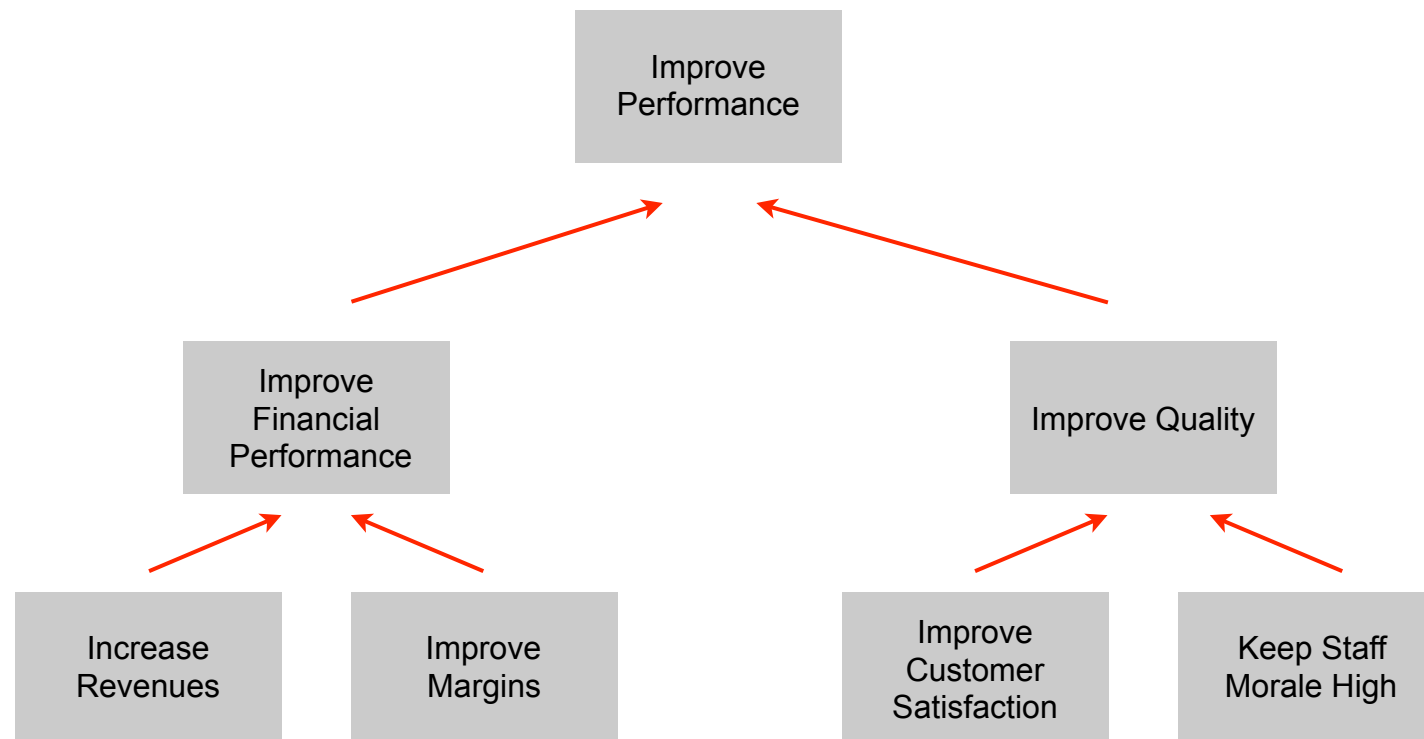 Improve
Performance
Improve
Financial
Performance
Improve Quality
Increase
Revenues
Improve
Margins
Improve
Customer
Satisfaction
Keep Staff
Morale High